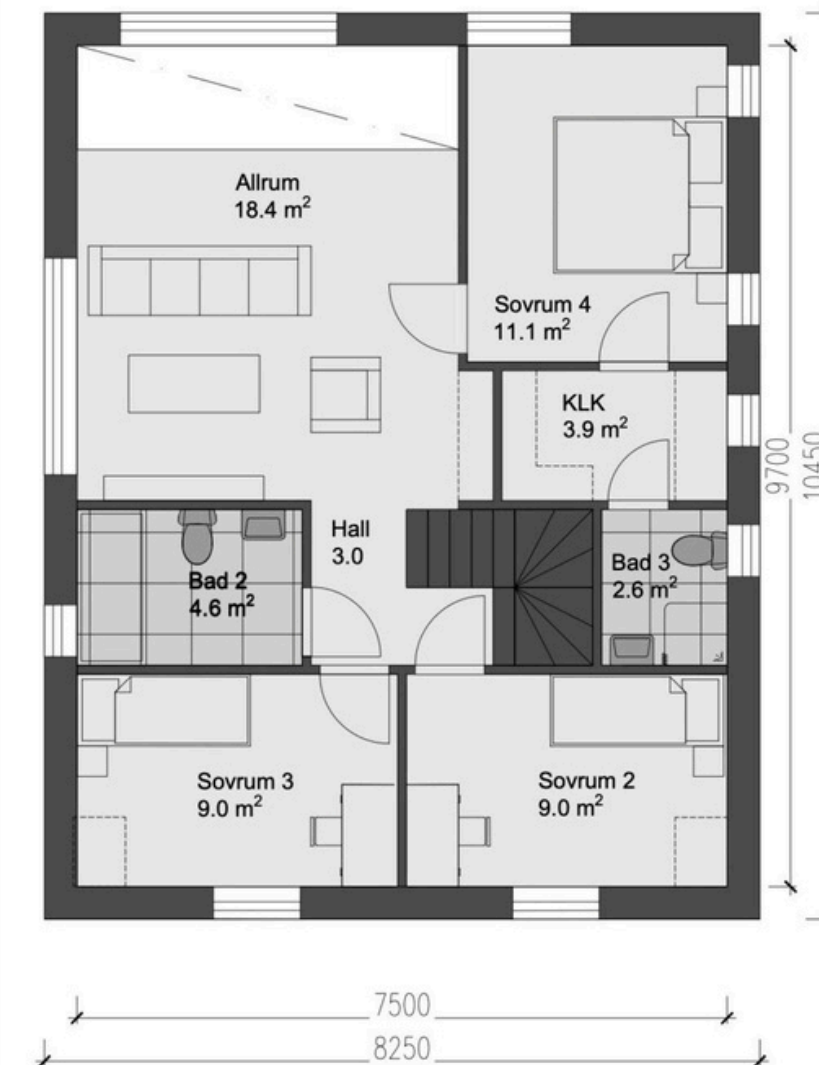 Allrum
18.4 m²
Sovrum 4
11.1 m²
KLK
3.9 m²
9700
10450
Hall
3.0
Bad 2
4.6 m²
Bad 3
2.6 m²
Sovrum 3
9.0 m²
Sovrum 2
9.0 m²
7500
8250